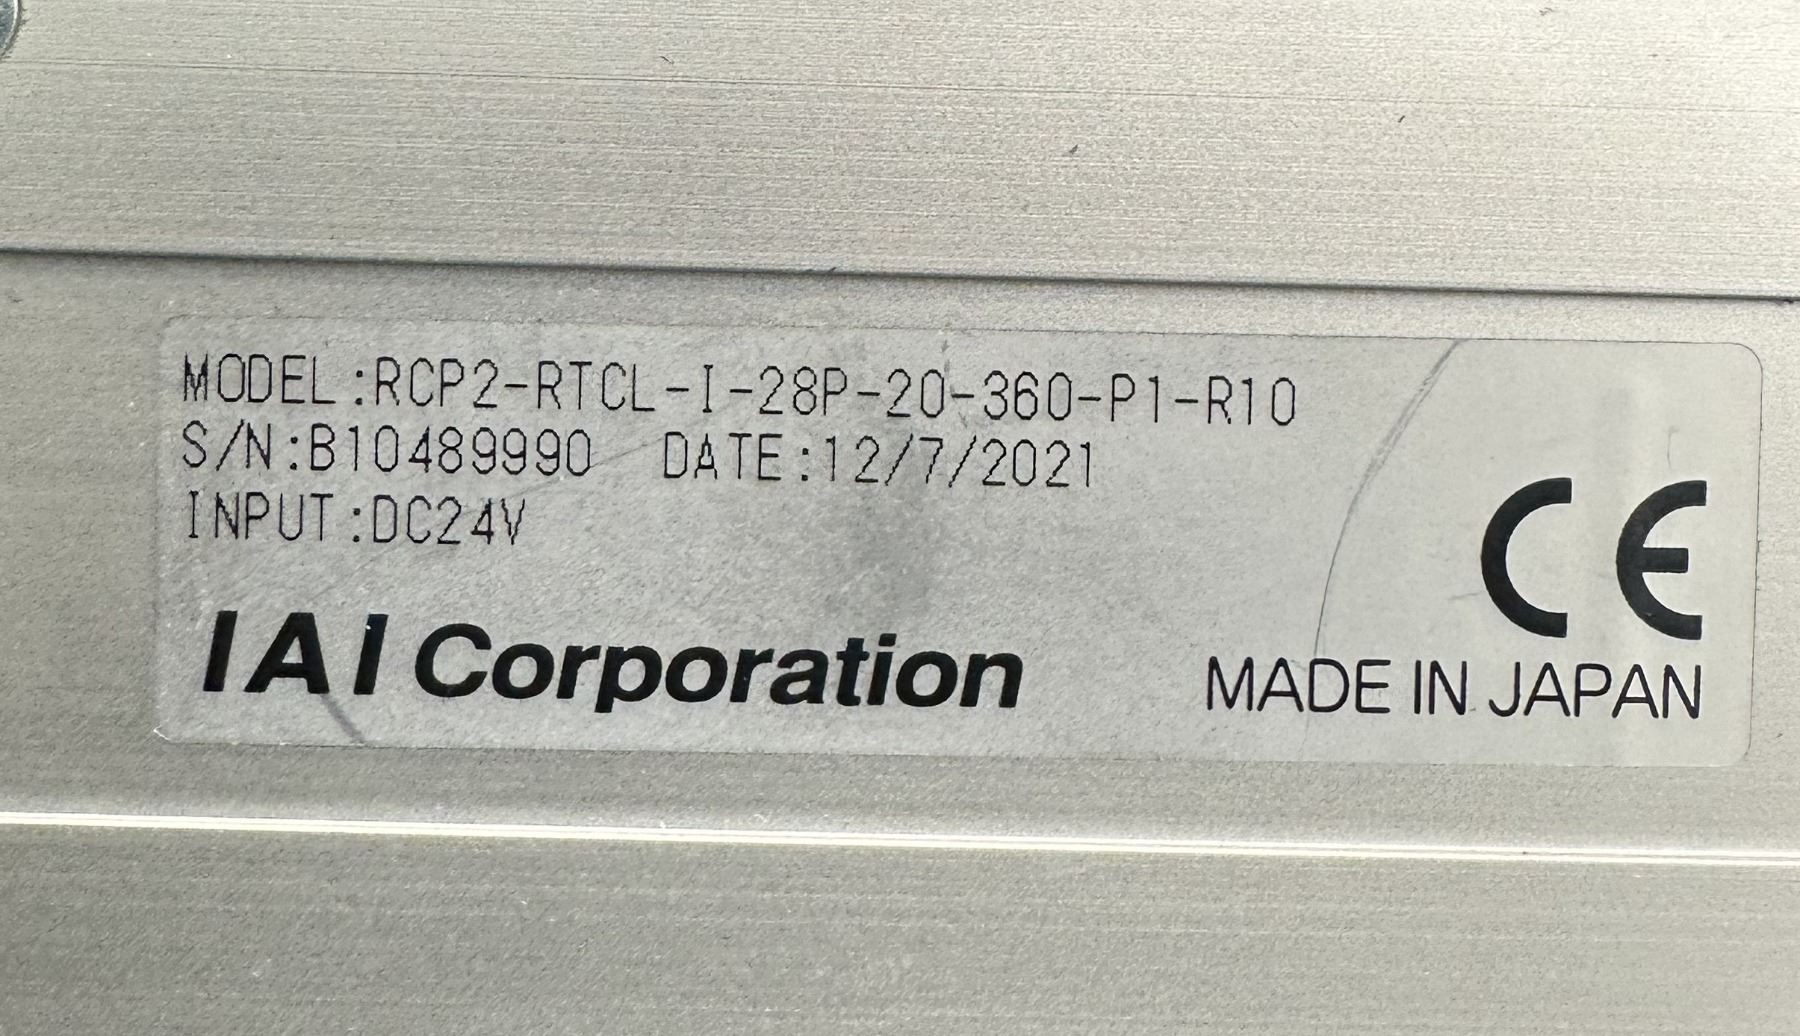 MODEL:RCP2-RTCL-I-28P-20-360-P1-R10
S/N:B10489990 DATE:12/7/2021
INPUT:DC24V
IAI Corporation
CE
MADE IN JAPAN